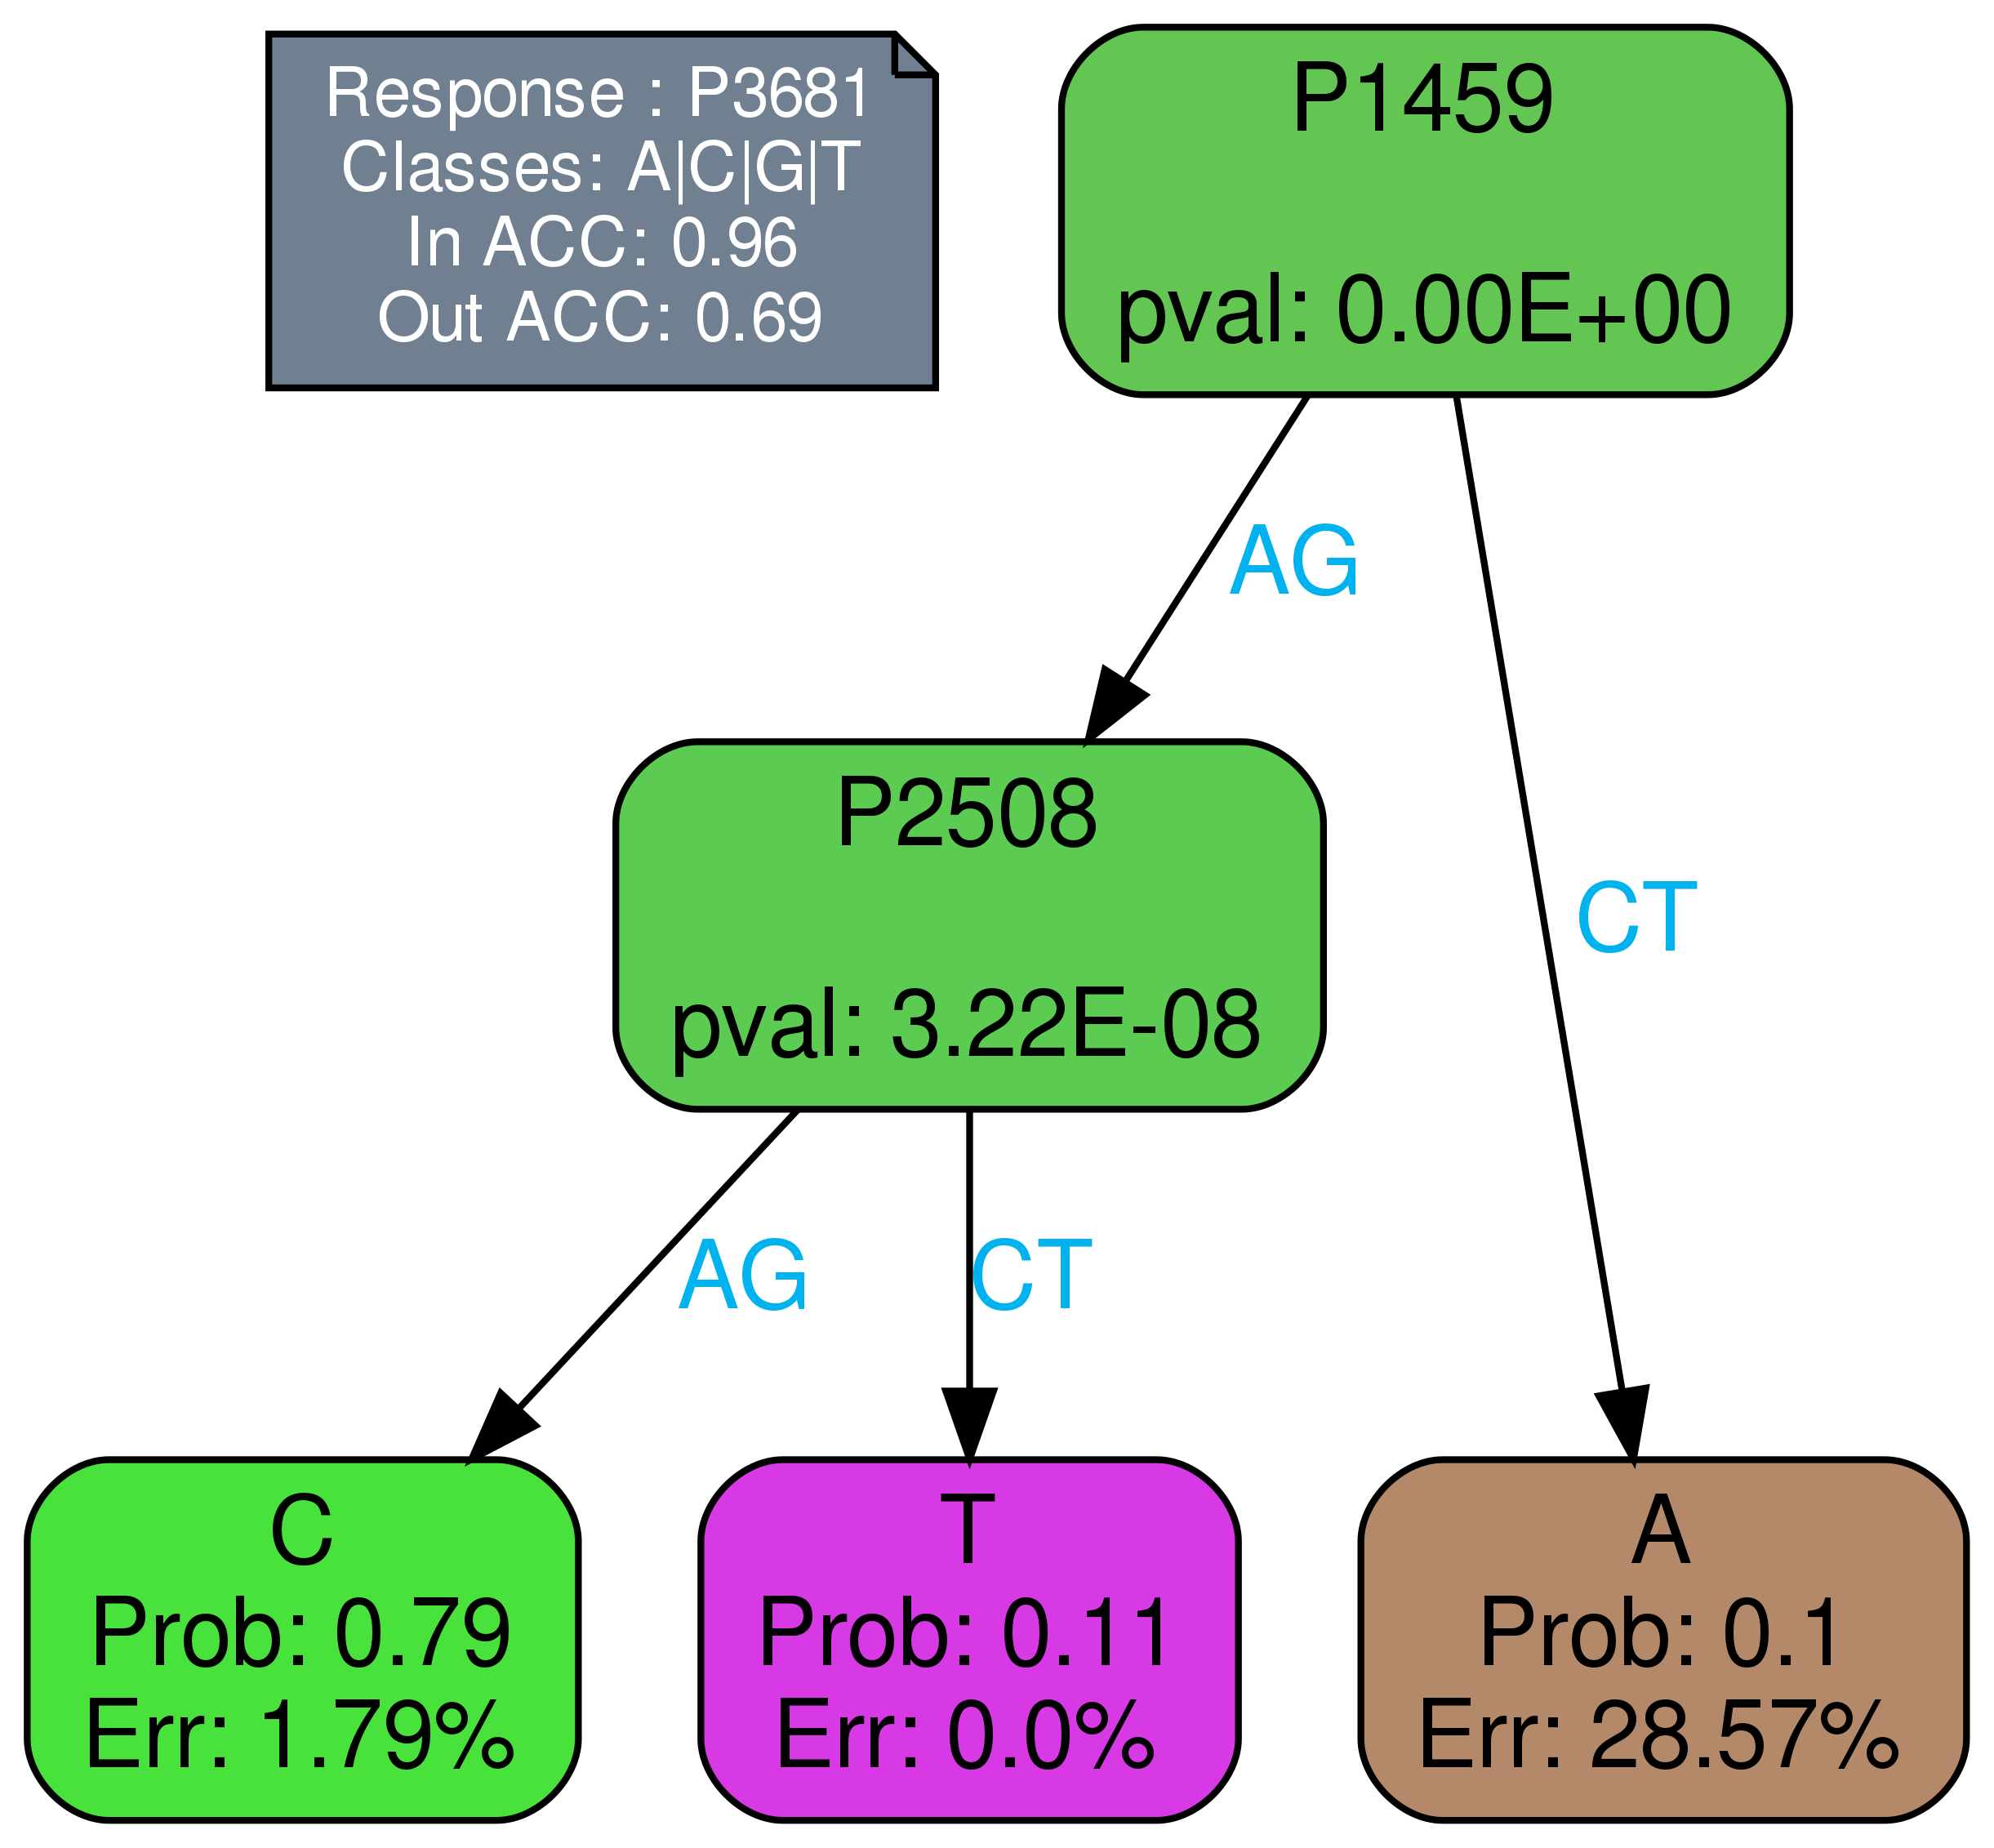 Response : P3681
Classes: A|C|G|T
In ACC: 0.96
Out ACC: 0.69
P1459
pval: 0.00E+00
AG
CT
P2508
pval: 3.22E-08
AG
CT
C
Prob: 0.79
Err: 1.79%
T
Prob: 0.11
Err: 0.0%
A
Prob: 0.1
Err: 28.57%